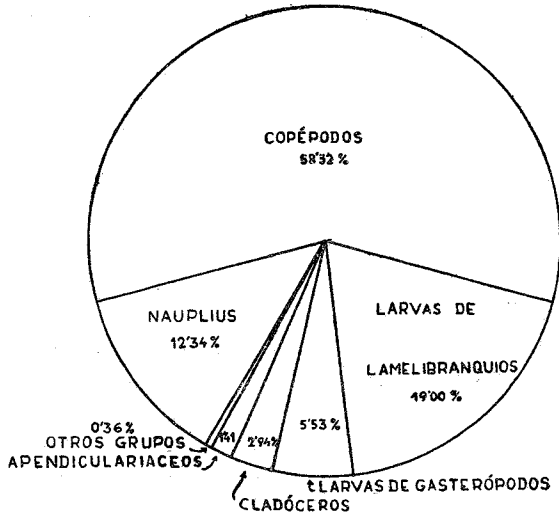 COPÉPODOS
58'32 %
NAUPLIUS
12'34%
LARVAS DE
LAMELIBRANQUIOS
19'00 %
0'36%
OTROS GRUPOS
APENDICULARIACEOS
1'41
2'94%
5'53%
LARVAS DE GASTERÓPODOS
CLADÓCEROS